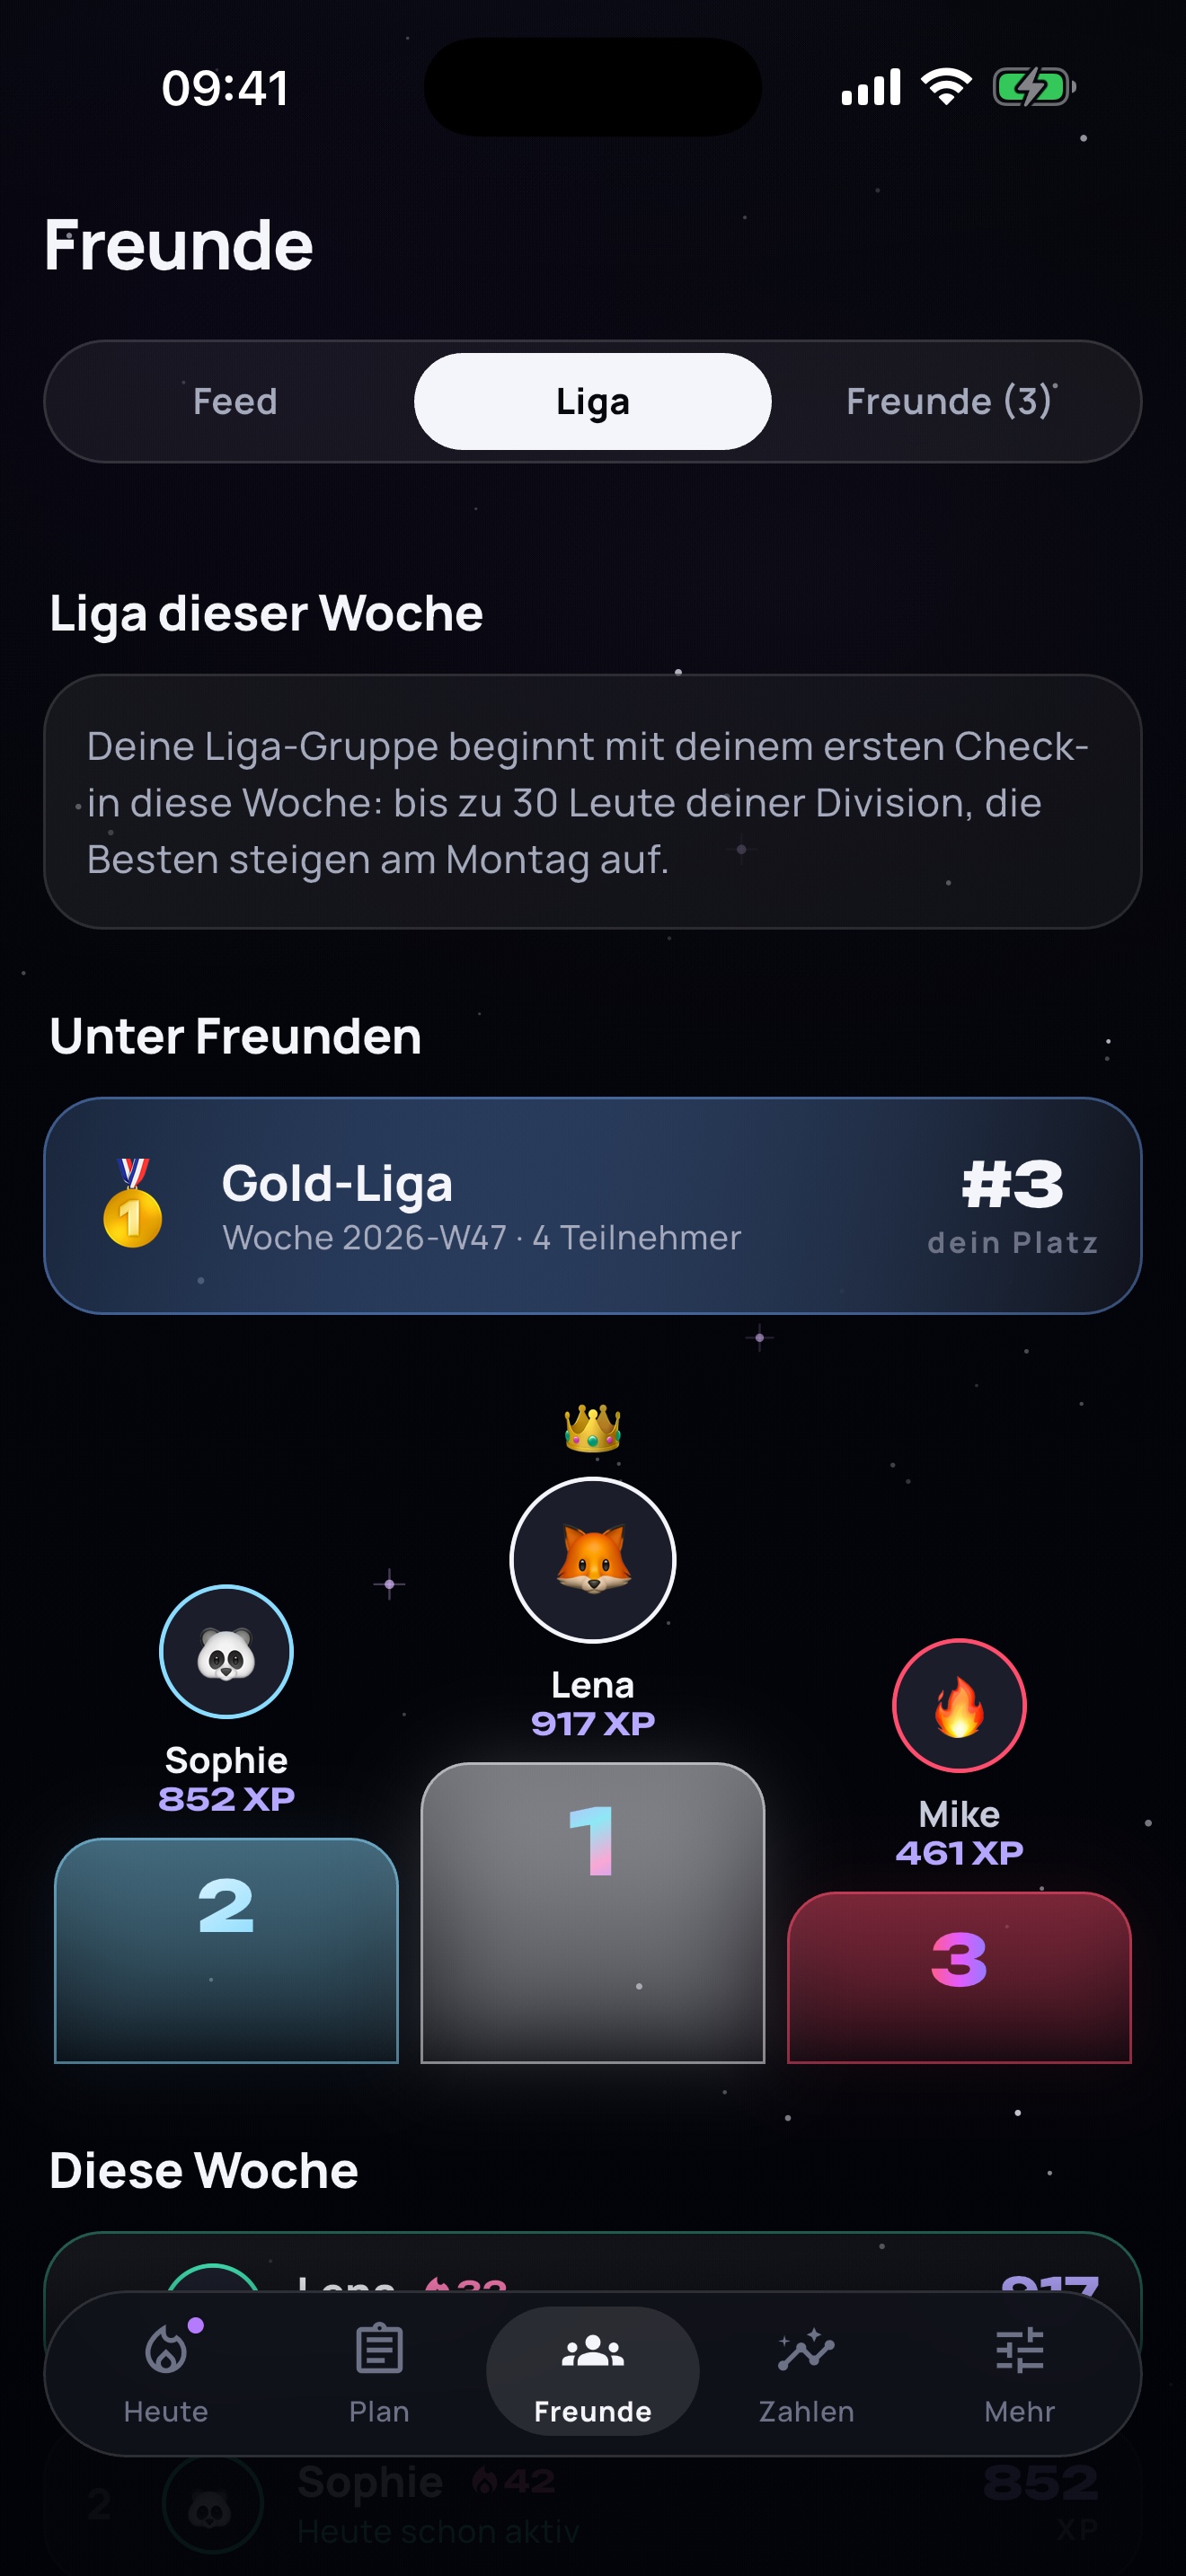 09:41
Freunde
Feed
Liga
Freunde (3)
Liga dieser Woche
Deine Liga-Gruppe beginnt mit deinem ersten Check-
in diese Woche: bis zu 30 Leute deiner Division, die
Besten steigen am Montag auf.
Unter Freunden
1
Gold-Liga
Woche 2026-W47 · 4 Teilnehmer
#3
dein Platz
Lena
917 XP
Sophie
852 XP
Mike
461 XP
1
2
3
Diese Woche
Lena
917
Heute
Plan
Freunde
Zahlen
Mehr
2
Sophie
42
852
Heute schon aktiv
XP